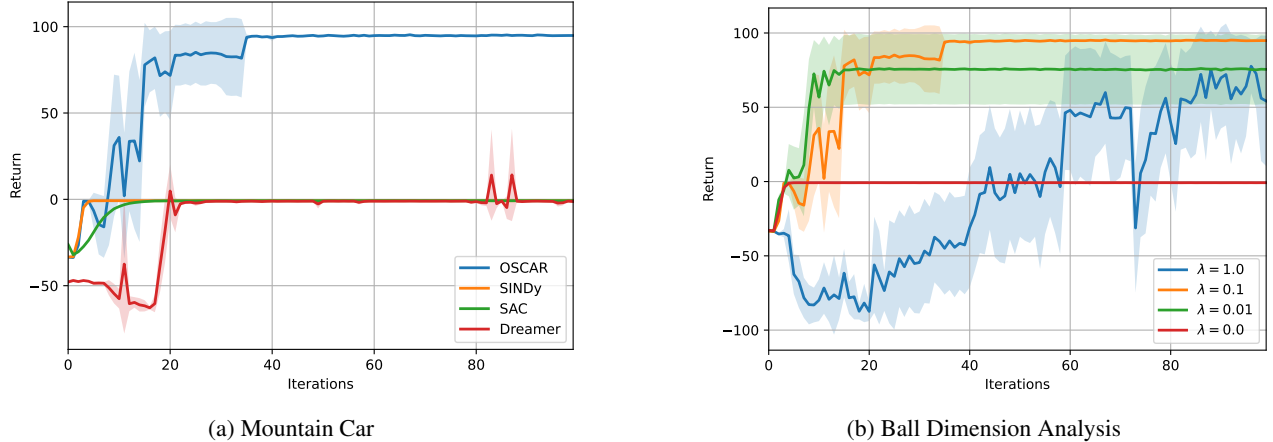 100
50
0
−50
Return
0
20
40
60
80
Iterations
OSCAR
SINDy
SAC
Dreamer
(a) Mountain Car
100
50
0
−50
−100
Return
0
20
40
60
80
Iterations
λ = 1.0
λ = 0.1
λ = 0.01
λ = 0.0
(b) Ball Dimension Analysis